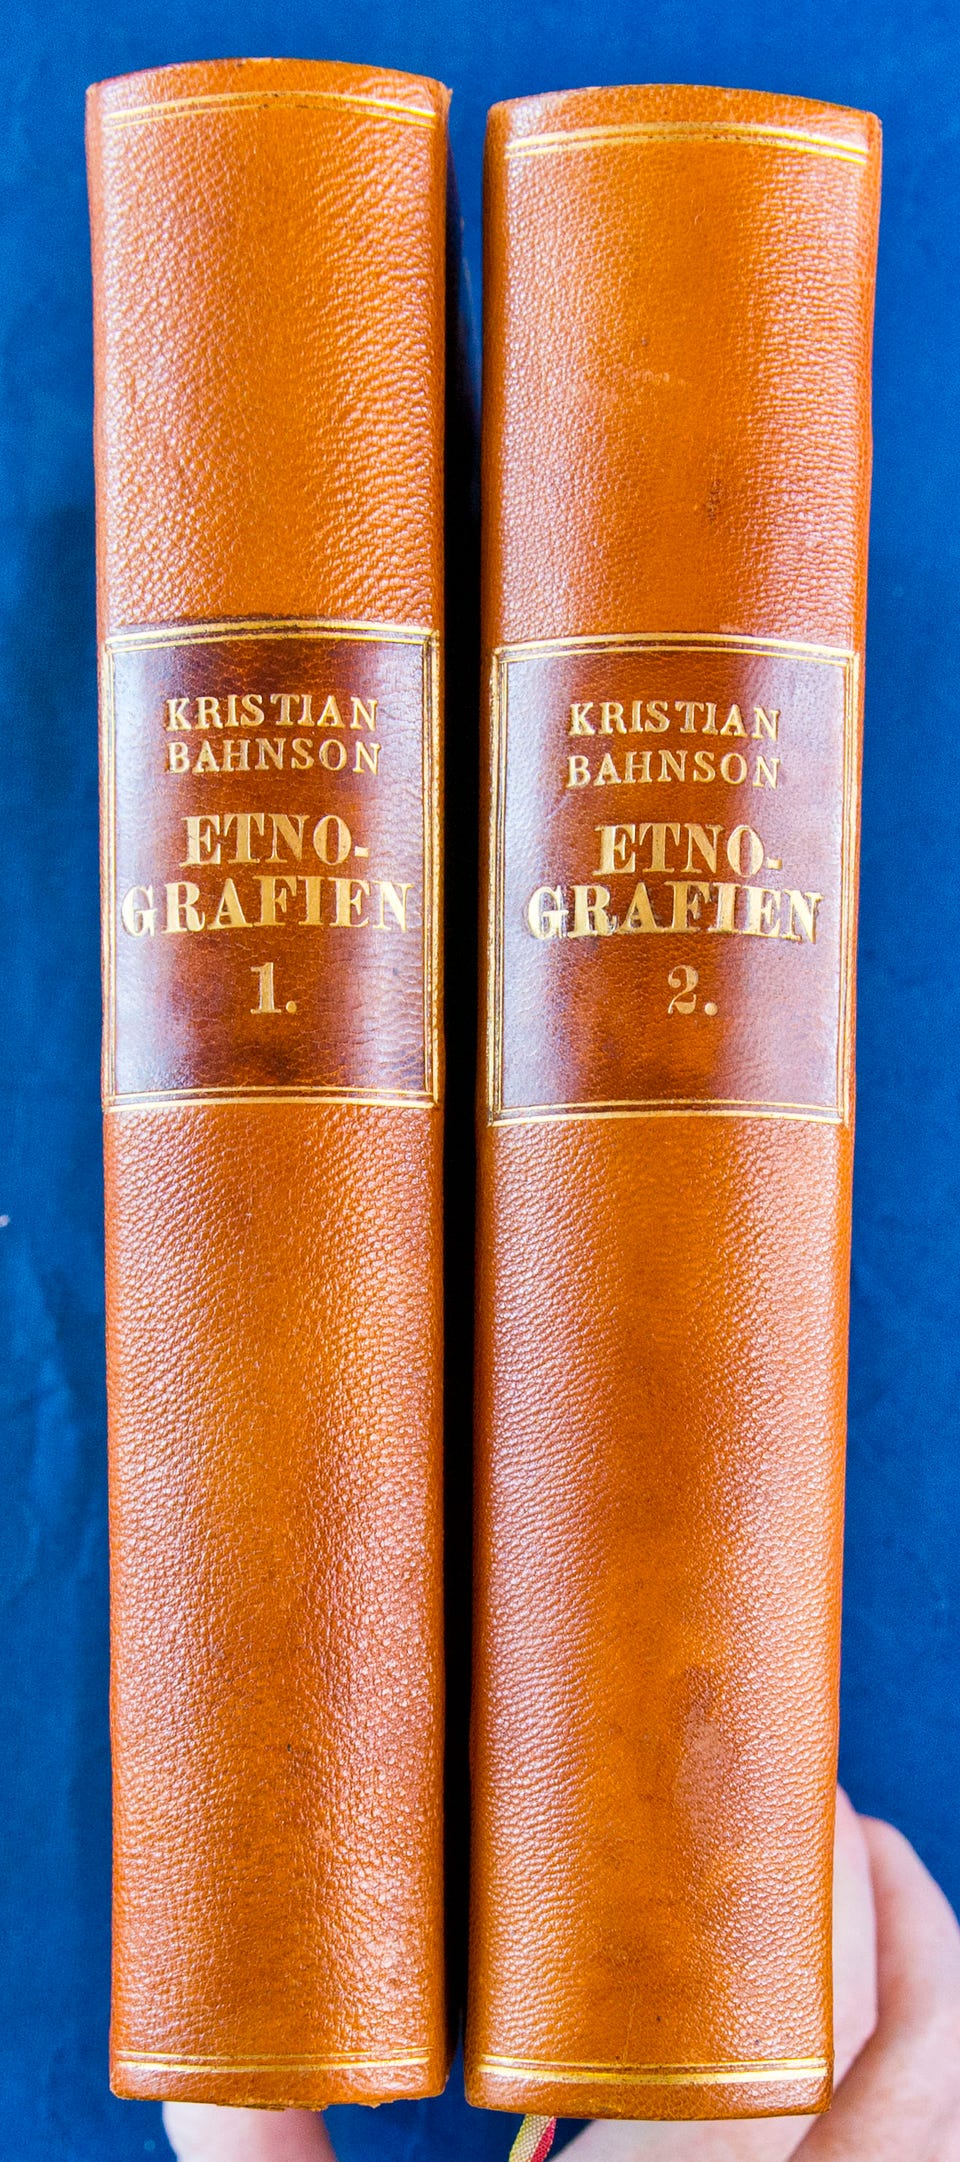 KRISTIAN
BAHNSON
ETNO-
GRAFIEN
1.
KRISTIAN
BAHNSON
ETNO-
GRAFIEN
2.